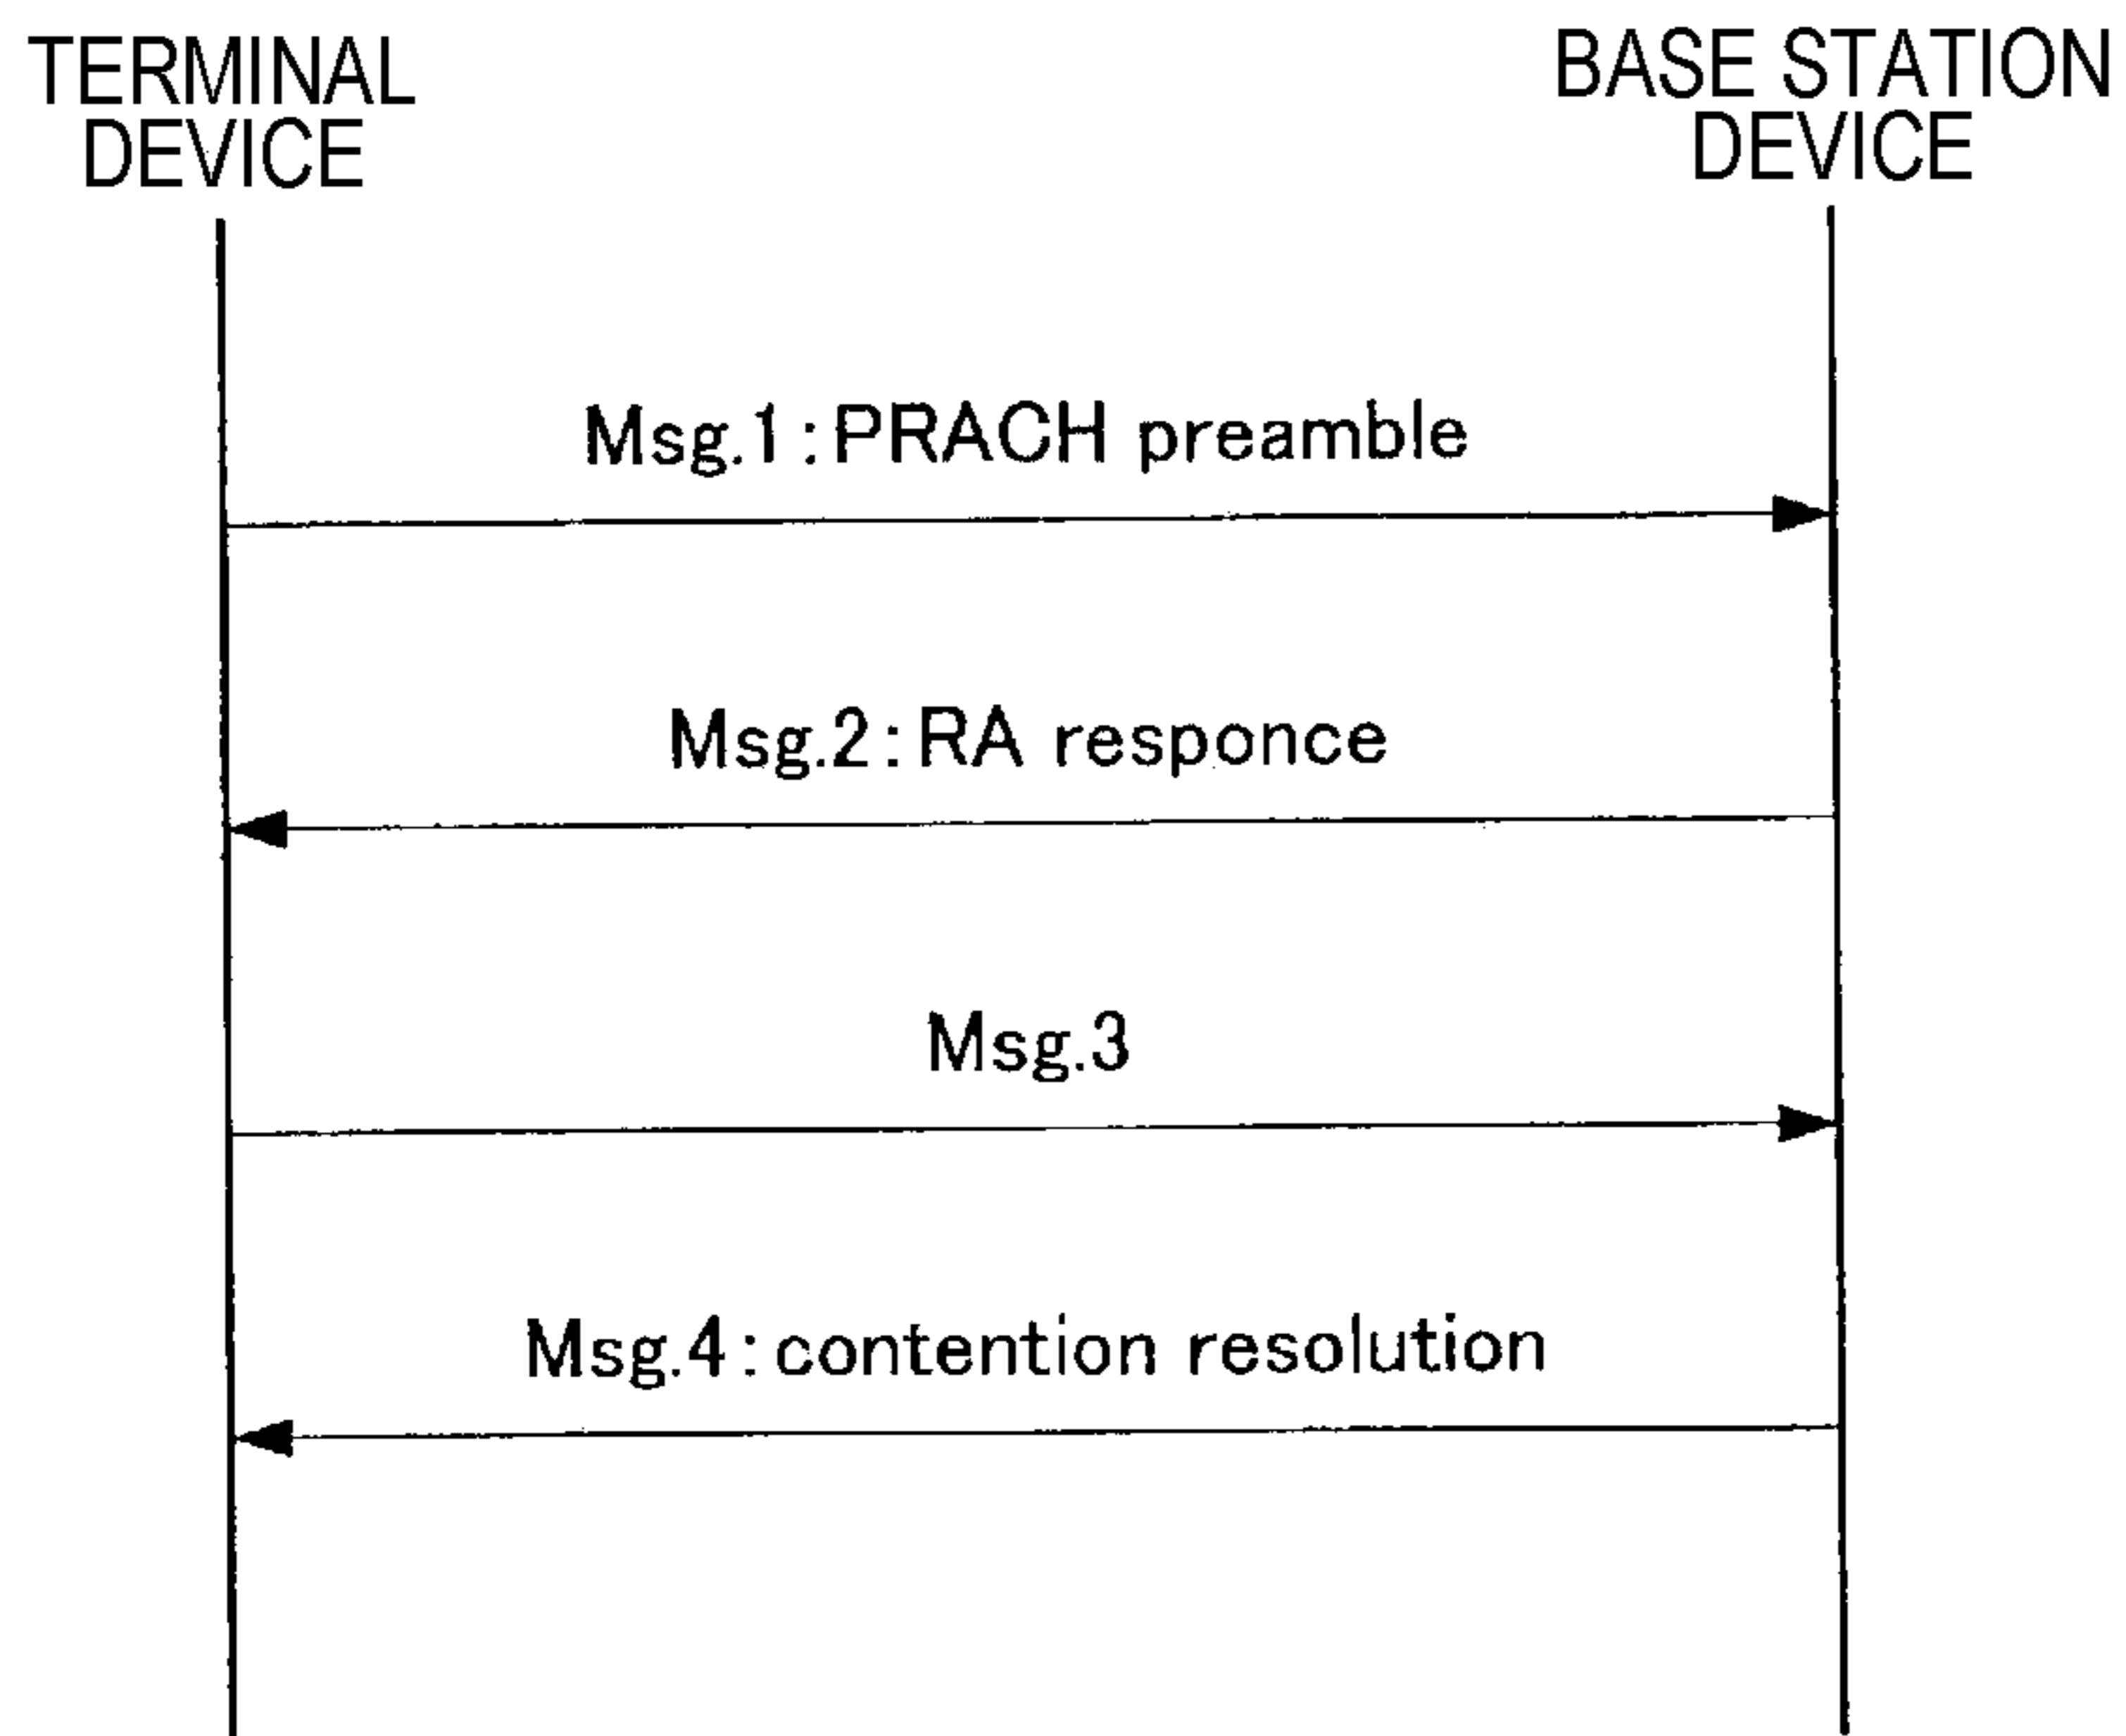 TERMINAL
DEVICE
BASE STATION
DEVICE
Msg.1:PRACH preamble
Msg.2:RA responce
Msg.3
Msg.4:contention resolution